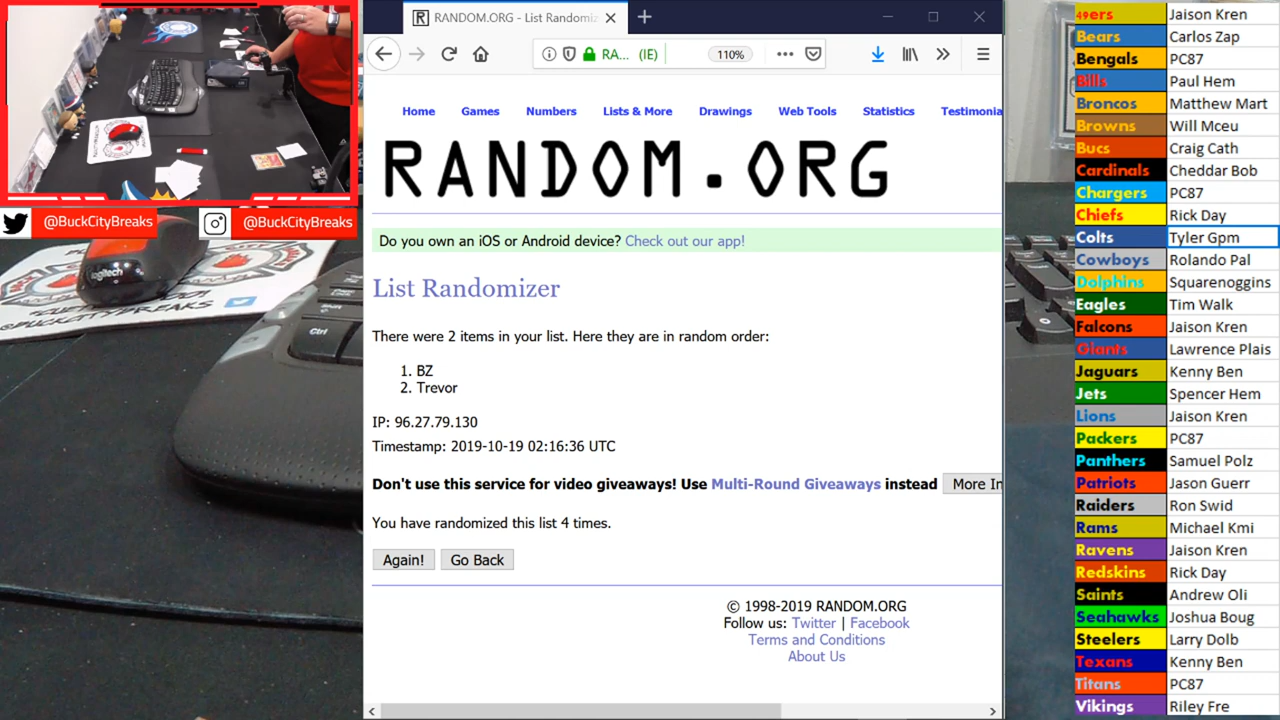 @BuckCityBreaks
@BuckCityBreaks
logitech
Ctrl
RANDOM.ORG - List Randomiz
RA... (IE)
110%
Home Games Numbers Lists & More Drawings Web Tools Statistics Testimonia
RANDOM.ORG
Do you own an iOS or Android device? Check out our app!
List Randomizer
There were 2 items in your list. Here they are in random order:
1. BZ
2. Trevor
IP: 96.27.79.130
Timestamp: 2019-10-19 02:16:36 UTC
Don't use this service for video giveaways! Use Multi-Round Giveaways instead More In
You have randomized this list 4 times.
Again! Go Back
© 1998-2019 RANDOM.ORG
Follow us: Twitter | Facebook
Terms and Conditions
About Us
49ers Jaison Kren
Bears Carlos Zap
Bengals PC87
Bills Paul Hem
Broncos Matthew Mart
Browns Will Mceu
Bucs Craig Cath
Cardinals Cheddar Bob
Chargers PC87
Chiefs Rick Day
Colts Tyler Gpm
Cowboys Rolando Pal
Dolphins Squarenoggins
Eagles Tim Walk
Falcons Jaison Kren
Giants Lawrence Plais
Jaguars Kenny Ben
Jets Spencer Hem
Lions Jaison Kren
Packers PC87
Panthers Samuel Polz
Patriots Jason Guerr
Raiders Ron Swid
Rams Michael Kmi
Ravens Jaison Kren
Redskins Rick Day
Saints Andrew Oli
Seahawks Joshua Boug
Steelers Larry Dolb
Texans Kenny Ben
Titans PC87
Vikings Riley Fre